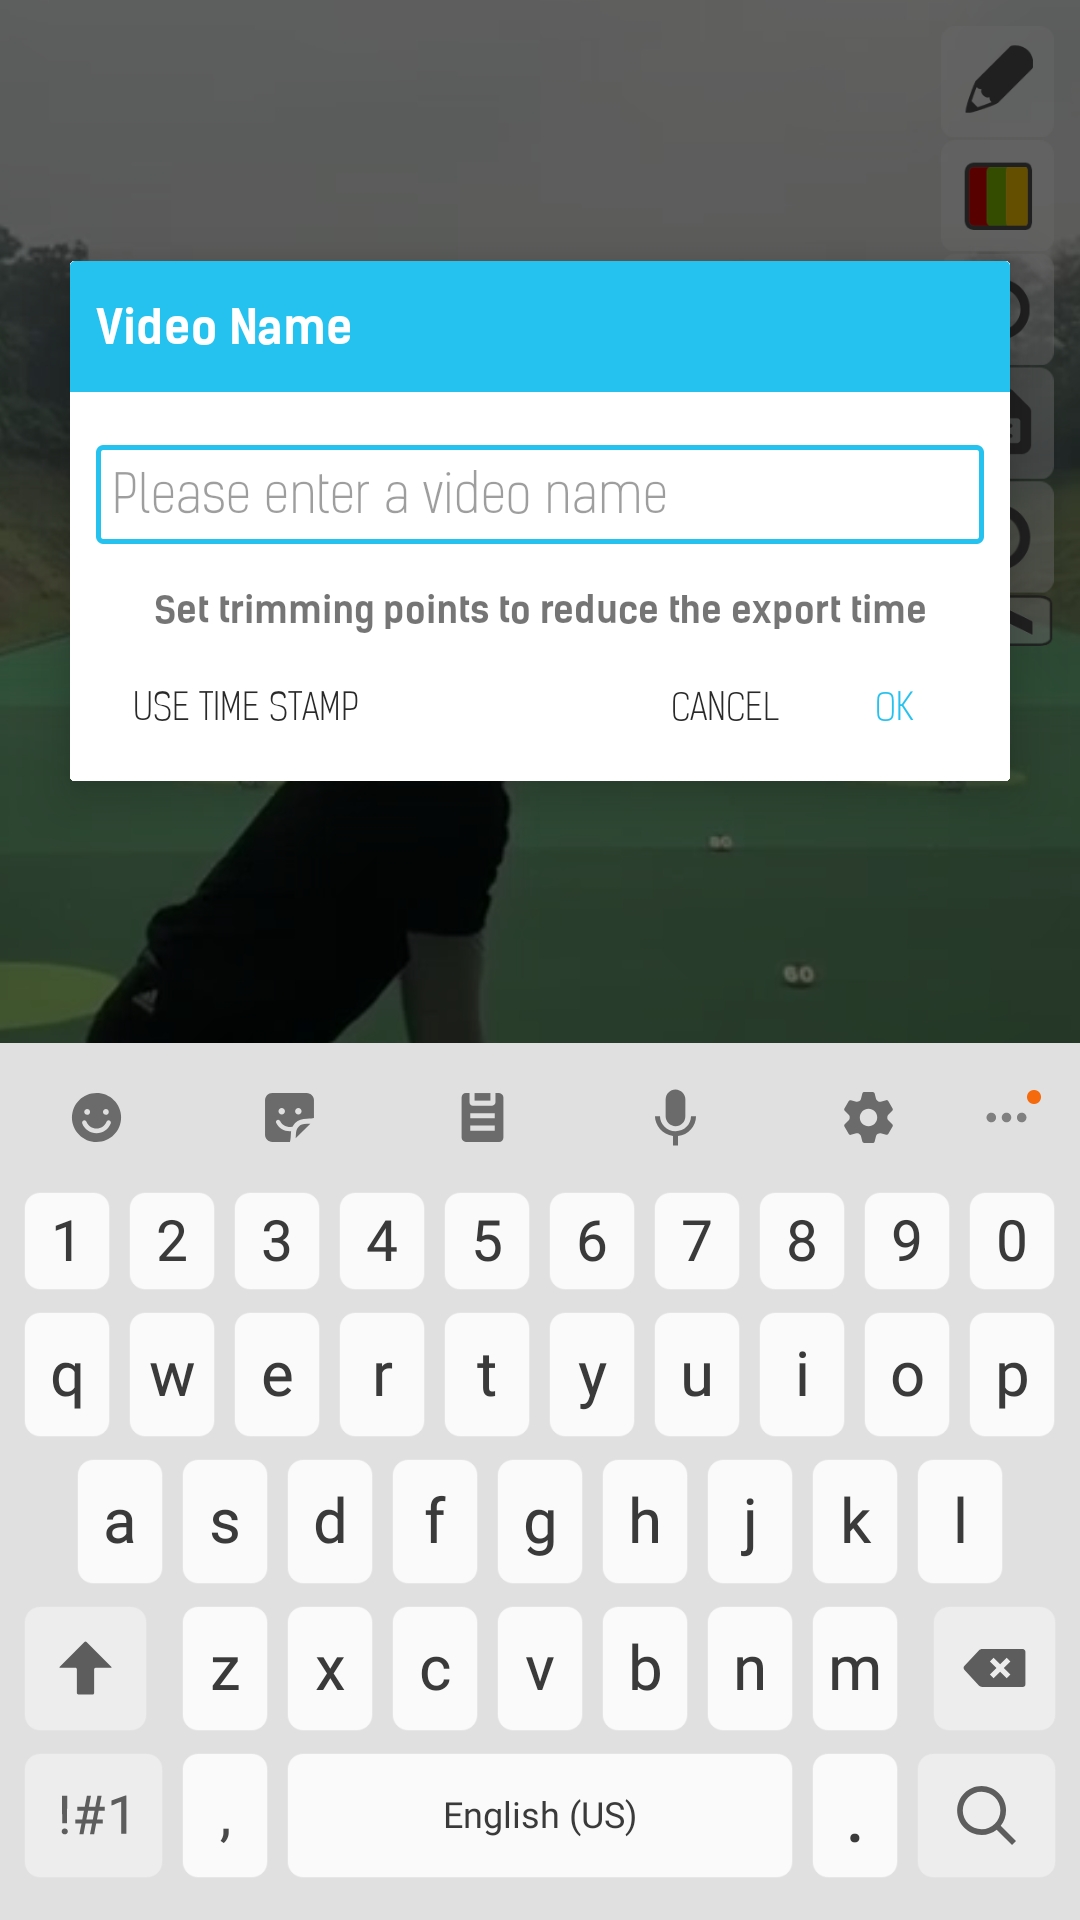 Video Name
Please enter a video name
Set trimming points to reduce the export time
USE TIME STAMP CANCEL OK
60
1 2 3 4 5 6 7 8 9 0
q w e r t y u i o p
a s d f g h j k l
z x c v b n m
!#1 , English (US) .